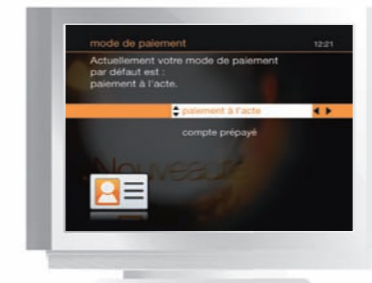 mode de paiement 12:21
Actuellement votre mode de paiement
par défaut est :
paiement à l'acte.
paiement à l'acte
compte prépayé
Nouveauté